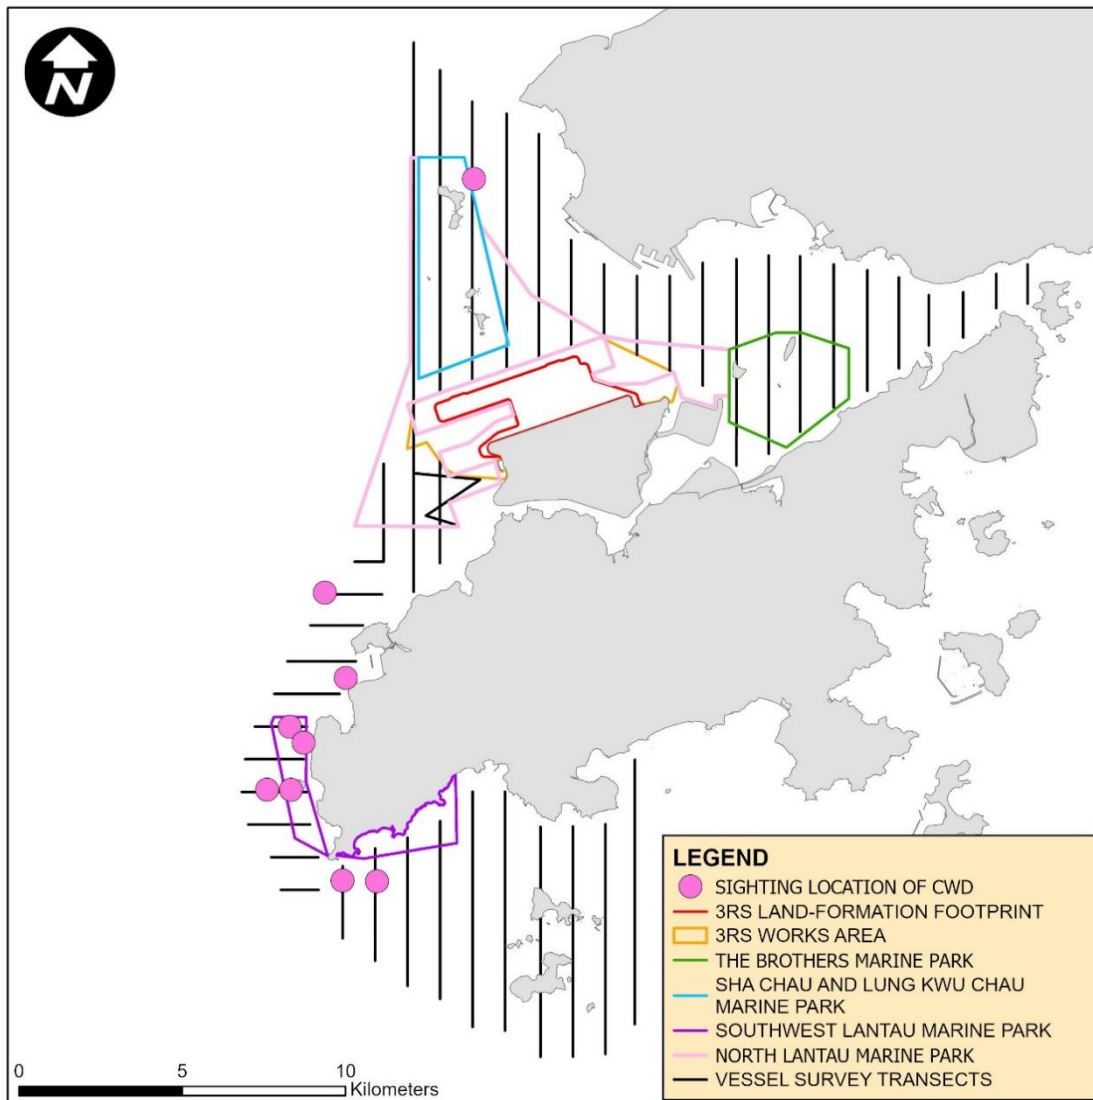 N
LEGEND
SIGHTING LOCATION OF CWD
3RS LAND-FORMATION FOOTPRINT
3RS WORKS AREA
THE BROTHERS MARINE PARK
SHA CHAU AND LUNG KWU CHAU
MARINE PARK
SOUTHWEST LANTAU MARINE PARK
NORTH LANTAU MARINE PARK
VESSEL SURVEY TRANSECTS
0 5 10
Kilometers